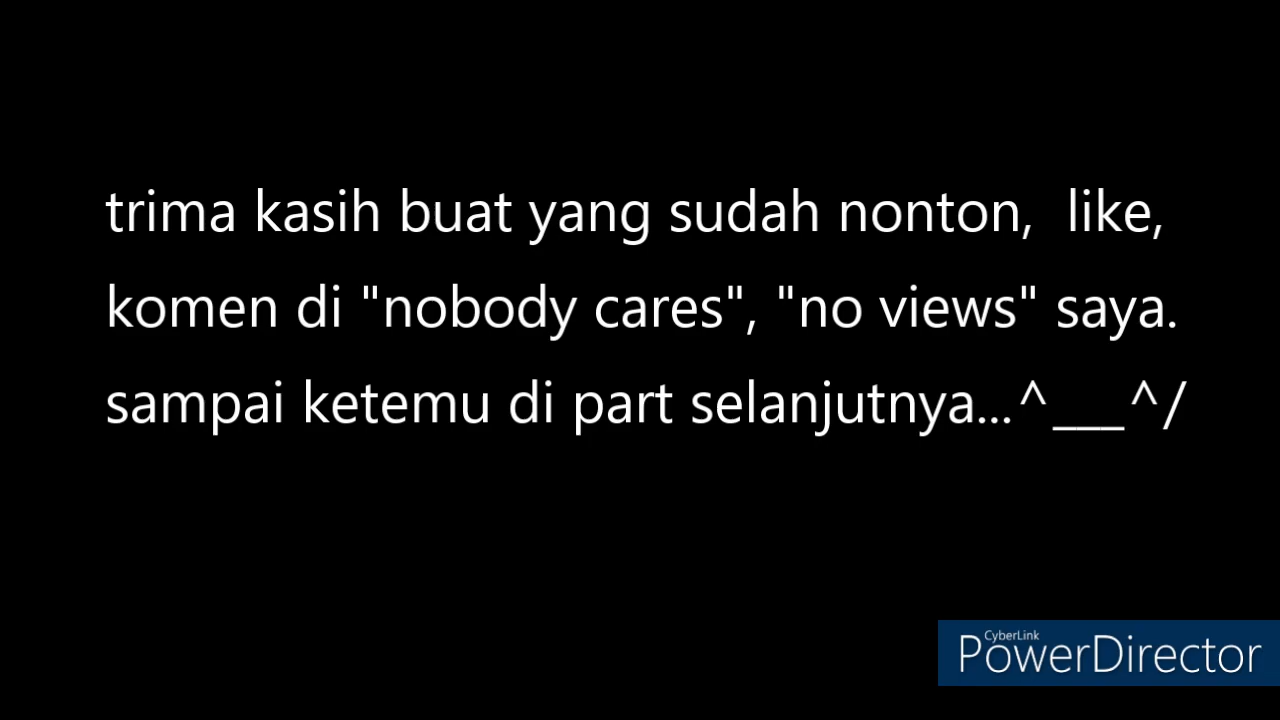 trima kasih buat yang sudah nonton,  like,
komen di "nobody cares", "no views" saya.
sampai ketemu di part selanjutnya...^___^/
CyberLink
PowerDirector